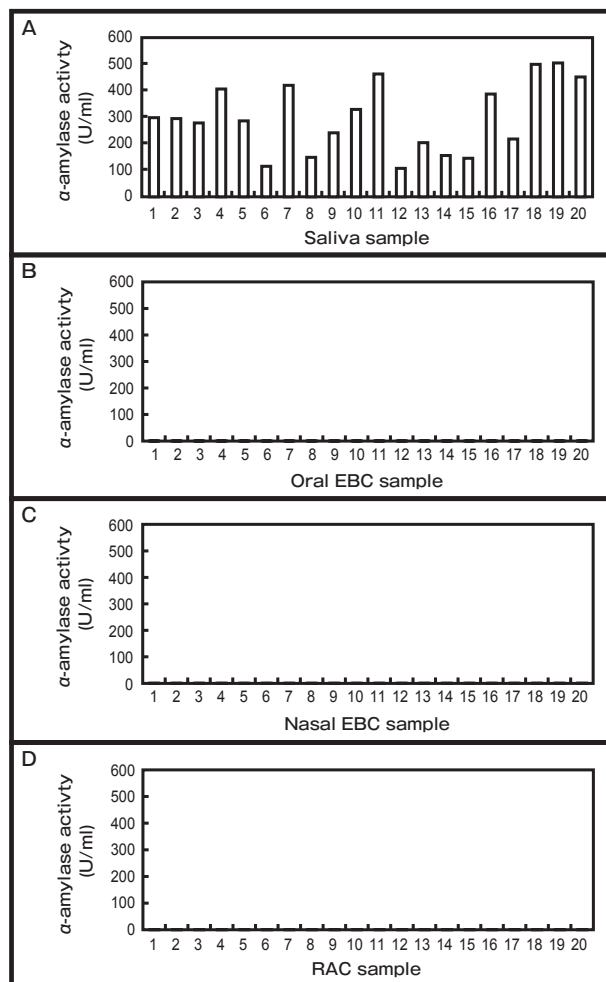 A
α-amylase activty
(U/ml)
600
500
400
300
200
100
0
1 2 3 4 5 6 7 8 9 10 11 12 13 14 15 16 17 18 19 20
Saliva sample
B
α-amylase activty
(U/ml)
600
500
400
300
200
100
0
1 2 3 4 5 6 7 8 9 10 11 12 13 14 15 16 17 18 19 20
Oral EBC sample
C
α-amylase activty
(U/ml)
600
500
400
300
200
100
0
1 2 3 4 5 6 7 8 9 10 11 12 13 14 15 16 17 18 19 20
Nasal EBC sample
D
α-amylase activty
(U/ml)
600
500
400
300
200
100
0
1 2 3 4 5 6 7 8 9 10 11 12 13 14 15 16 17 18 19 20
RAC sample